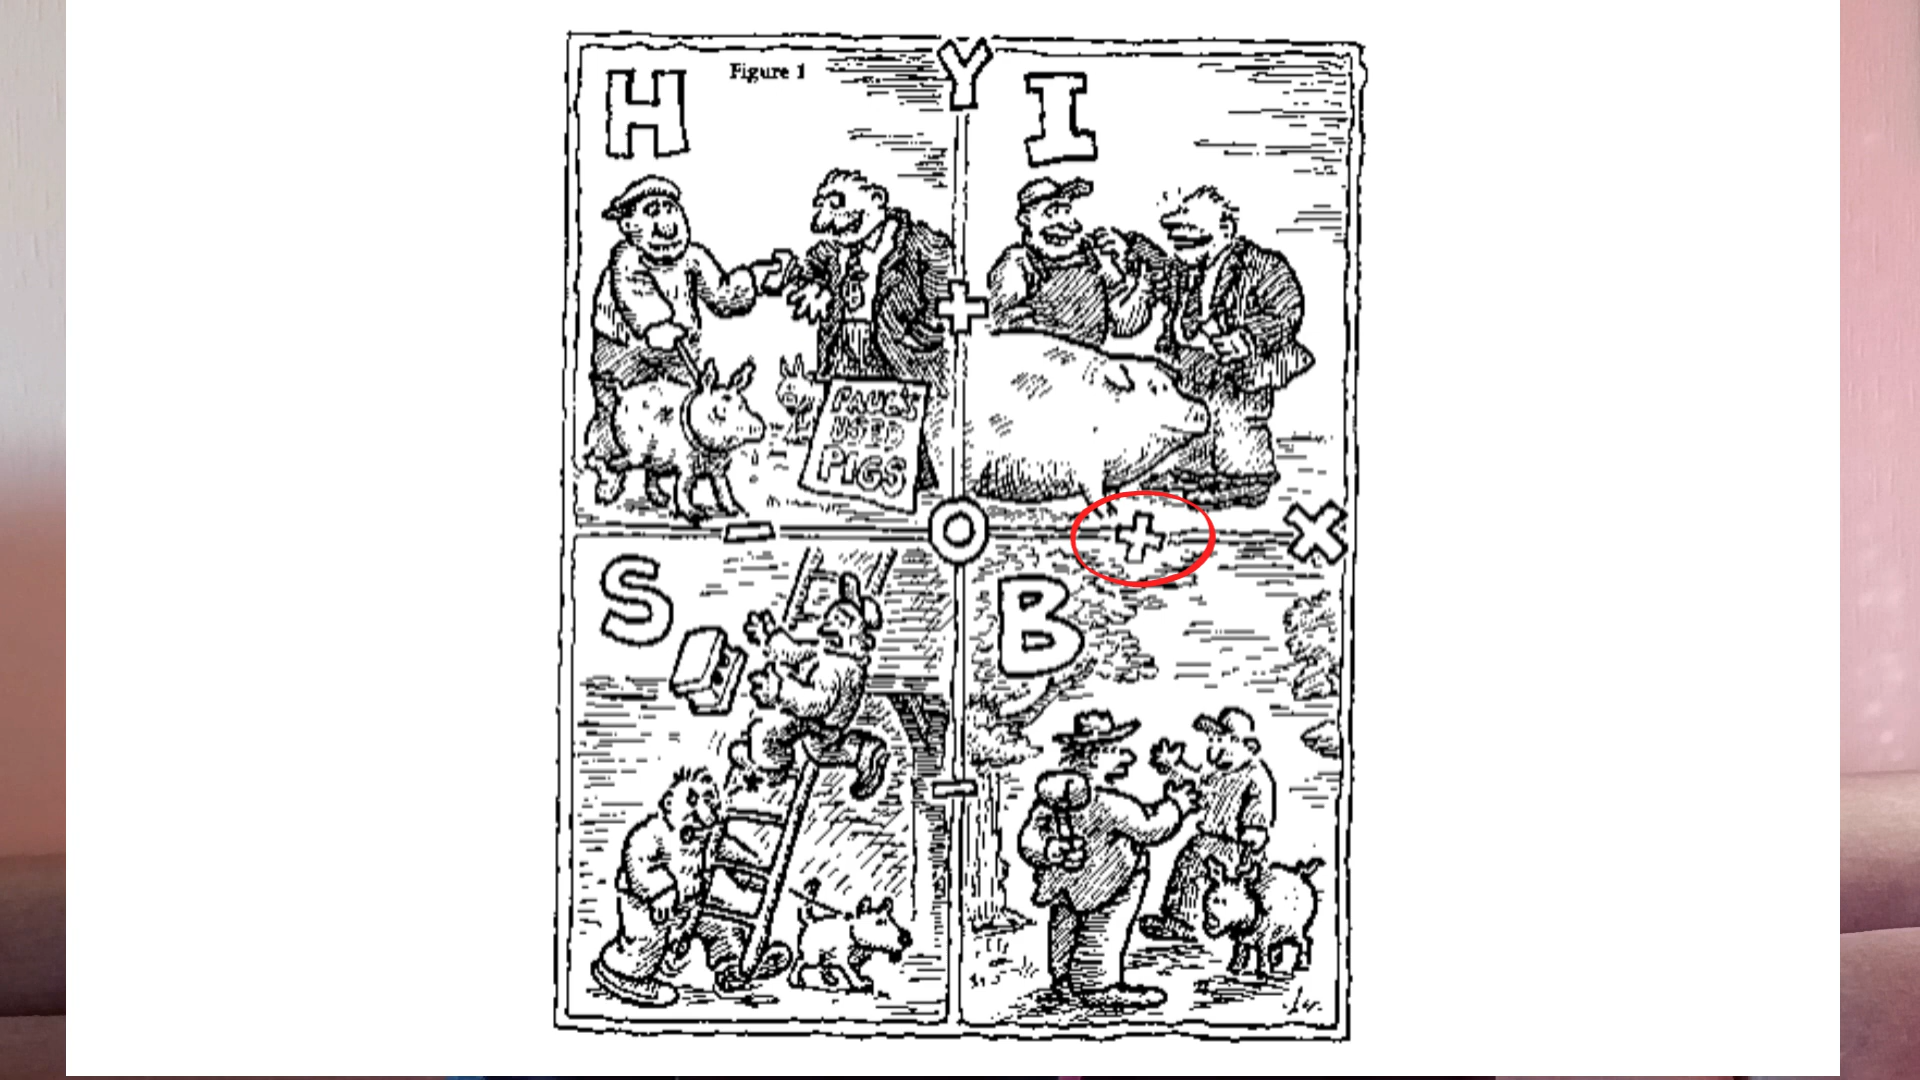 Y
H Figure 1 I
+
PAUL'S
USED
PIGS
- O + X
S B
-